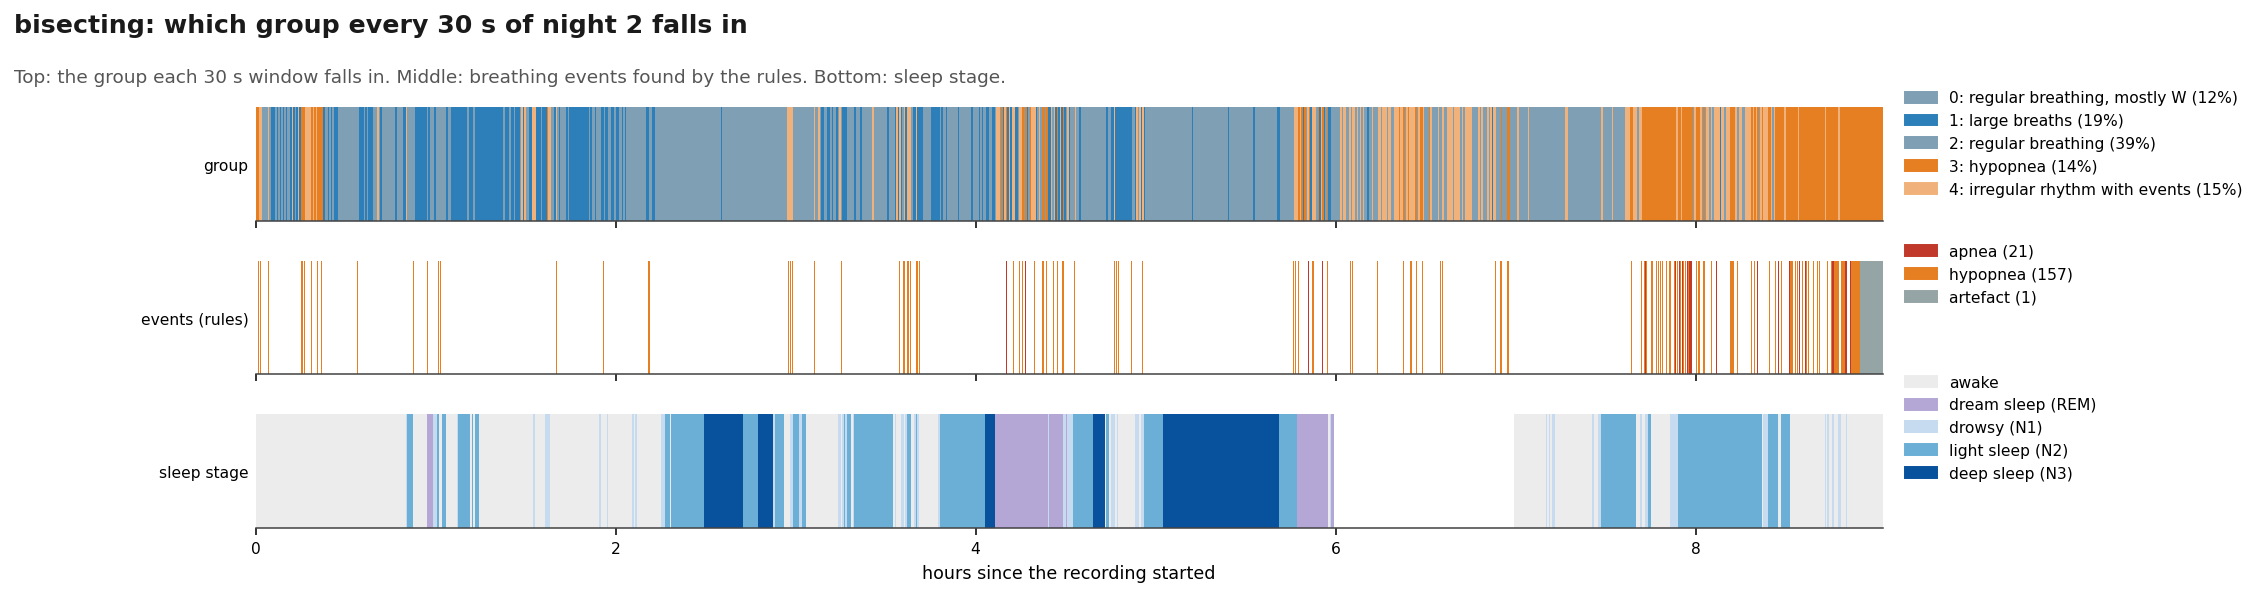 bisecting: which group every 30 s of night 2 falls in
Top: the group each 30 s window falls in. Middle: breathing events found by the rules. Bottom: sleep stage.
group
0: regular breathing, mostly W (12%)
1: large breaths (19%)
2: regular breathing (39%)
3: hypopnea (14%)
4: irregular rhythm with events (15%)
events (rules)
apnea (21)
hypopnea (157)
artefact (1)
sleep stage
awake
dream sleep (REM)
drowsy (N1)
light sleep (N2)
deep sleep (N3)
0 2 4 6 8
hours since the recording started